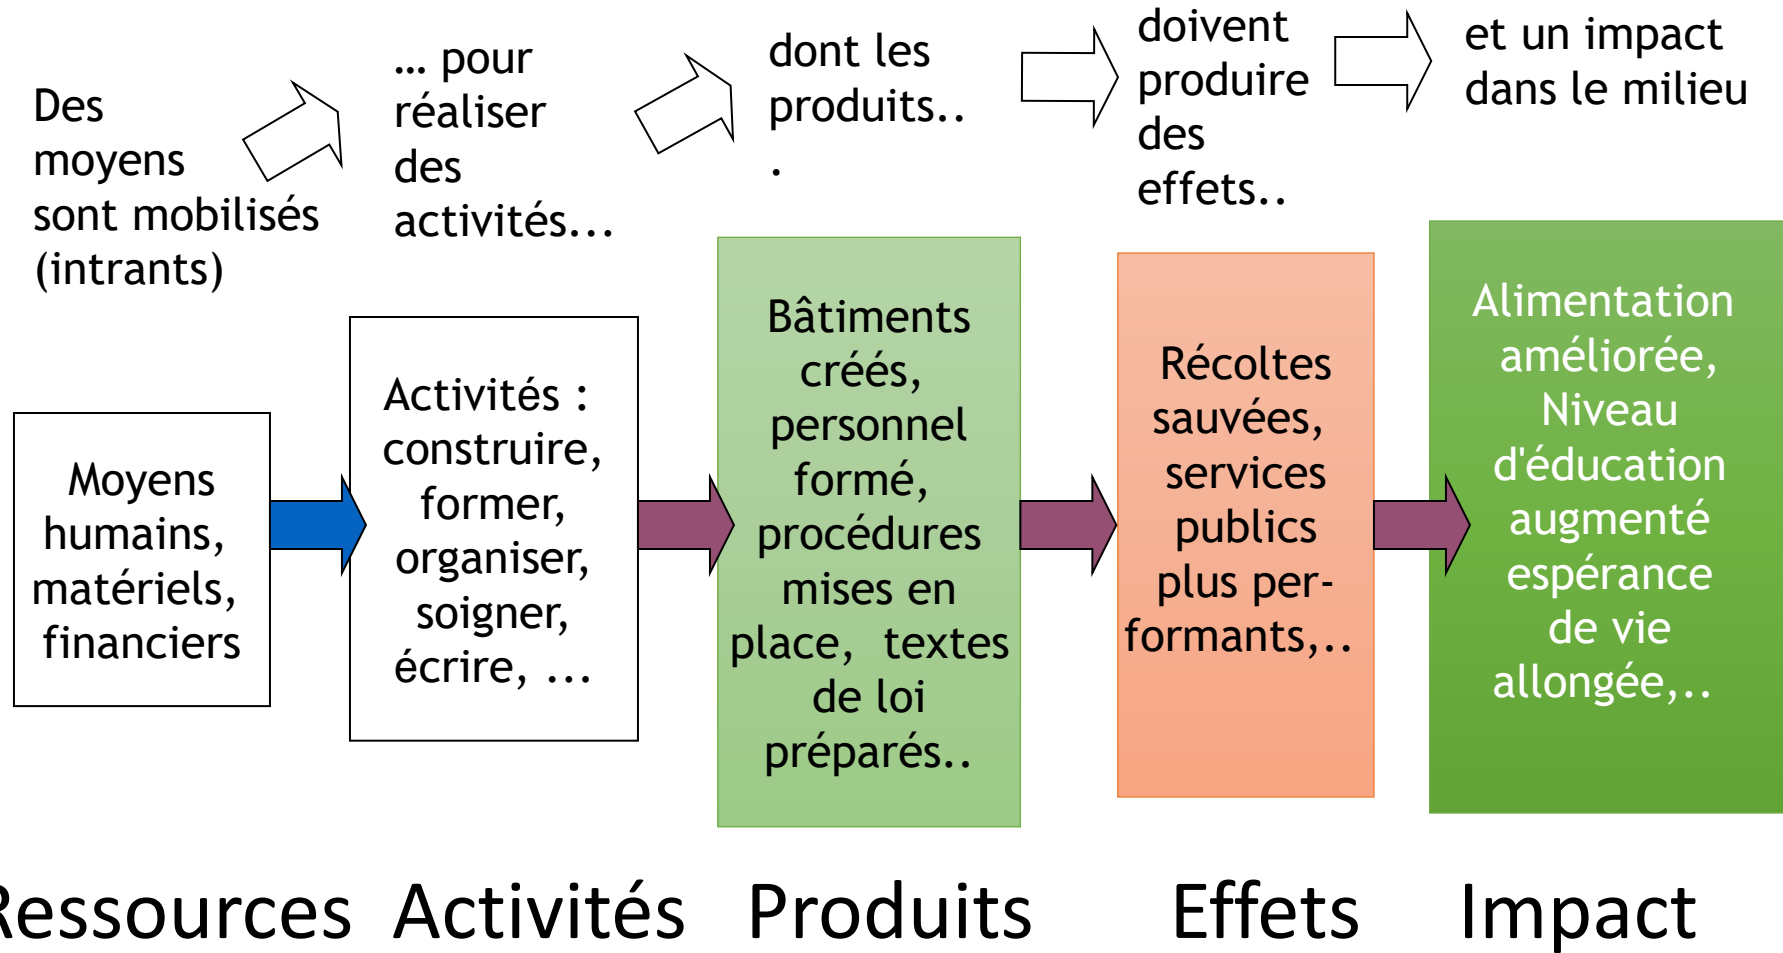 Des
moyens
sont mobilisés
(intrants)
… pour
réaliser
des
activités...
dont les
produits..
.
doivent
produire
des
effets..
et un impact
dans le milieu
Moyens
humains,
matériels,
financiers
Activités :
construire,
former,
organiser,
soigner,
écrire, ...
Bâtiments
créés,
personnel
formé,
procédures
mises en
place, textes
de loi
préparés..
Récoltes
sauvées,
services
publics
plus per-
formants,..
Alimentation
améliorée,
Niveau
d'éducation
augmenté
espérance
de vie
allongée,..
Ressources Activités Produits Effets Impact